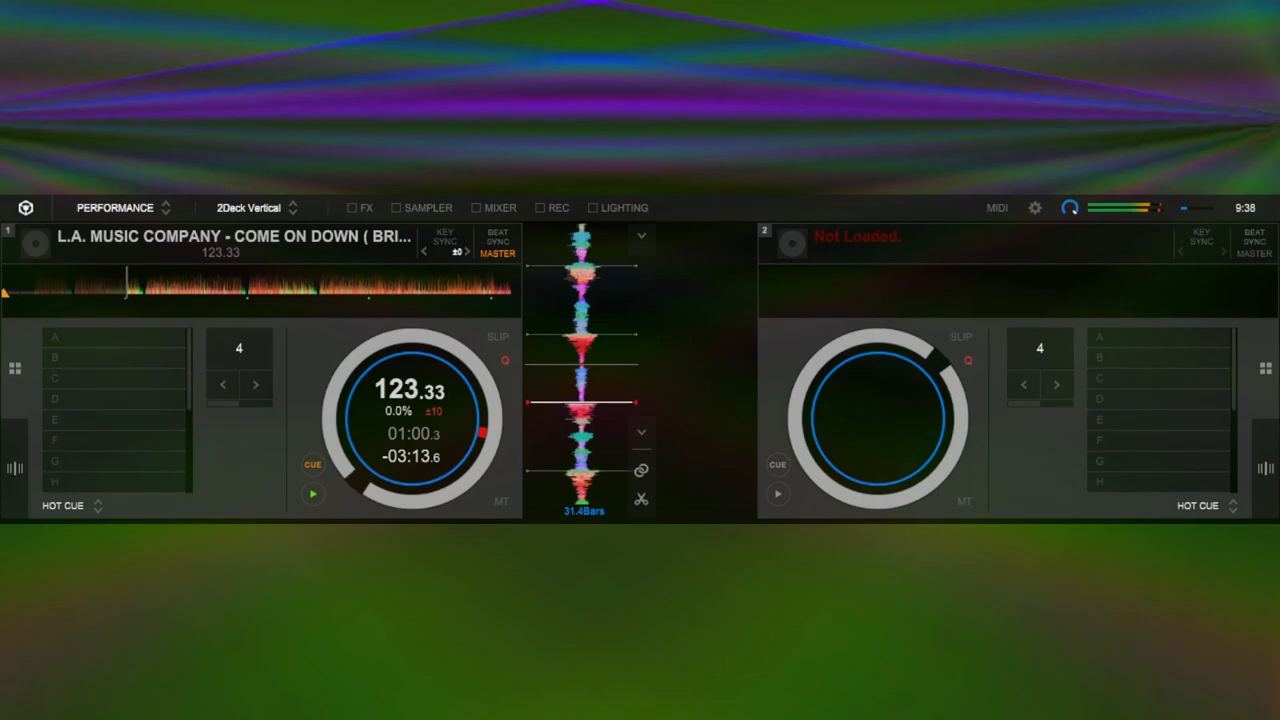 PERFORMANCE 2Deck Vertical FX SAMPLER MIXER REC LIGHTING MIDI 9:38
1 L.A. MUSIC COMPANY - COME ON DOWN ( BRI...
123.33
KEY SYNC
±0
BEAT SYNC
MASTER
A
B
C
D
E
F
G
H
HOT CUE
4
SLIP
Q
123.33
0.0% ±10
01:00.3
-03:13.6
CUE
MT
31.4Bars
2 Not Loaded.
KEY SYNC
BEAT SYNC
MASTER
SLIP
Q
CUE
MT
4
A
B
C
D
E
F
G
H
HOT CUE